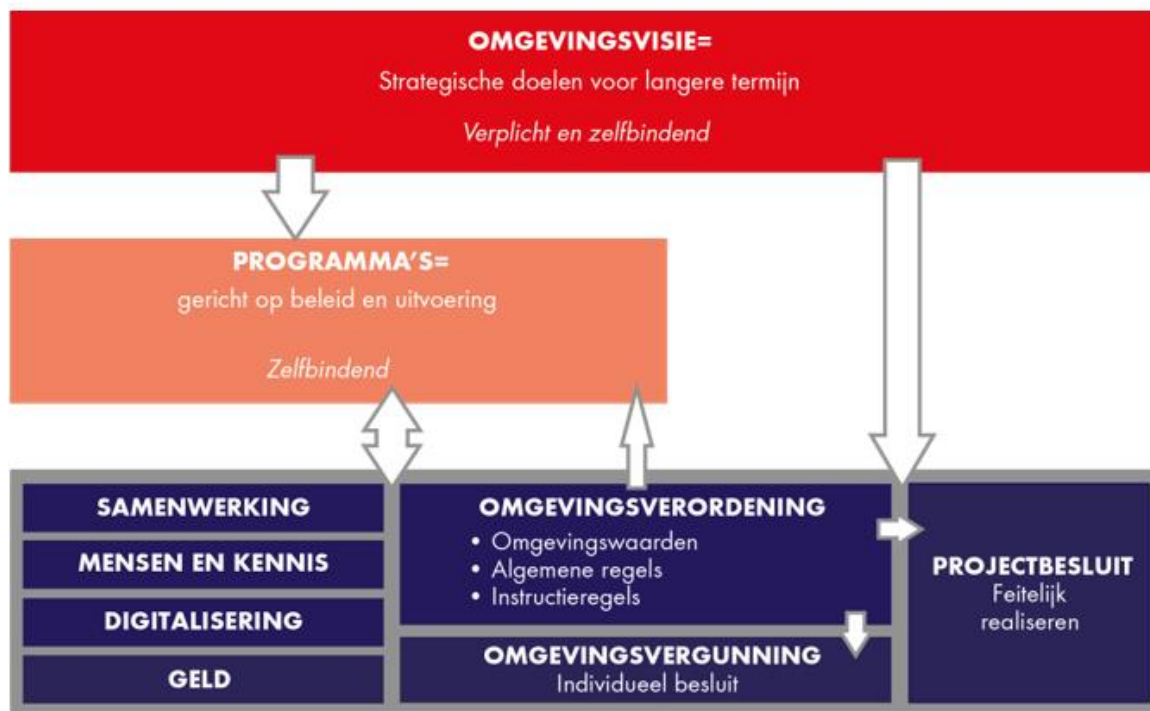 OMGEVINGSVISIE=
Strategische doelen voor langere termijn
Verplicht en zelfbindend
PROGRAMMA'S=
gericht op beleid en uitvoering
Zelfbindend
SAMENWERKING
MENSEN EN KENNIS
DIGITALISERING
GELD
OMGEVINGSVERORDENING
• Omgevingswaarden
• Algemene regels
• Instructieregels
OMGEVINGSVERGUNNING
Individueel besluit
PROJECTBESLUIT
Feitelijk
realiseren